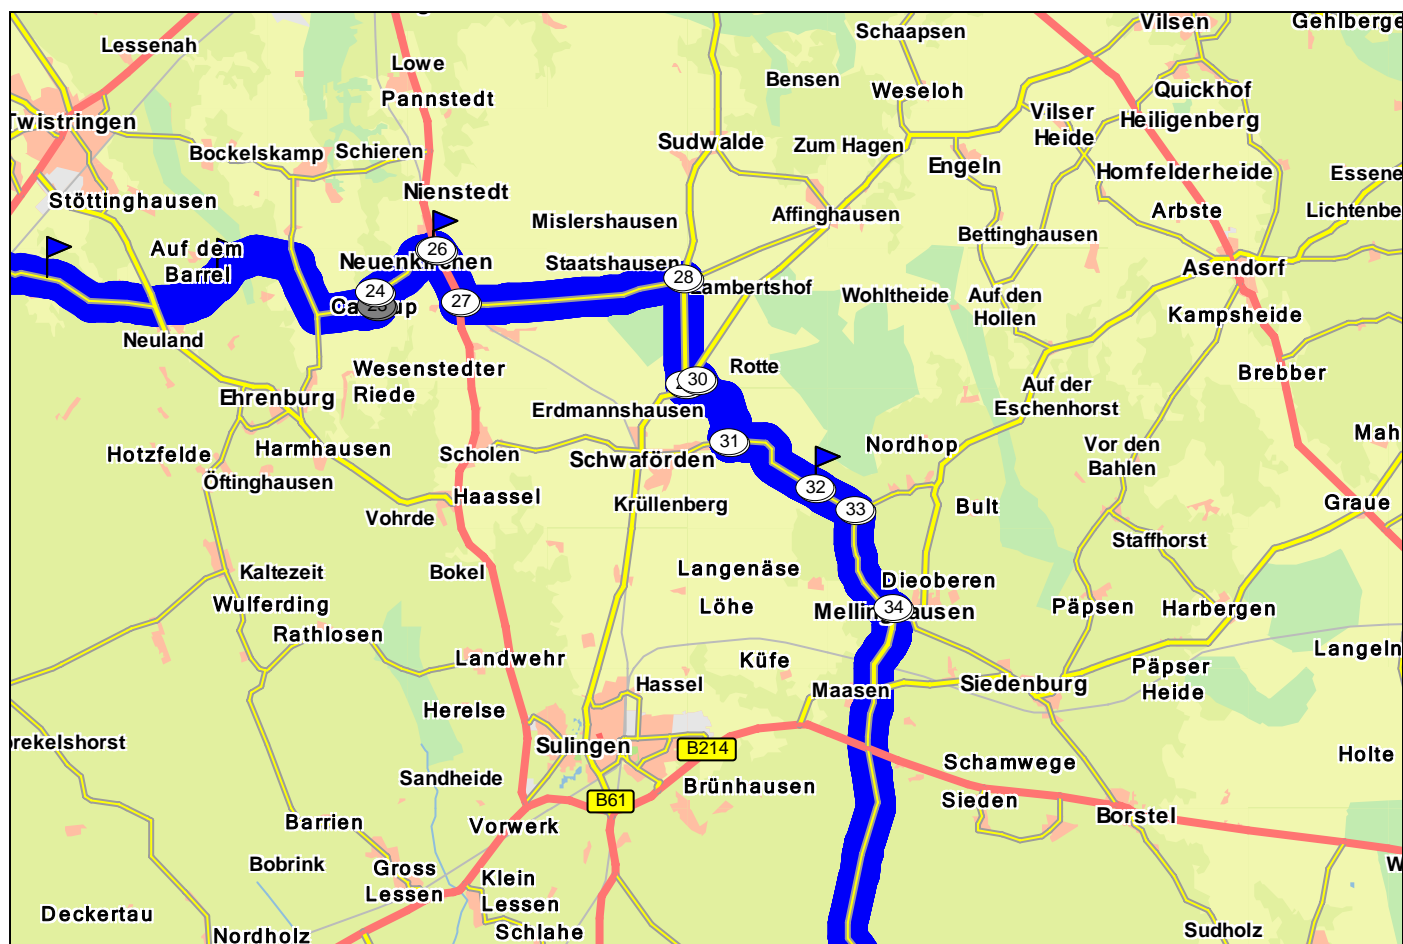 Lessenah
Lowe
Pannstedt
Schaapsen
Vilsen
Gehlberge
Bensen
Weseloh
Quickhof
Twistringen
Vilser
Heide
Heiligenberg
Bockelskamp
Schieren
Sudwalde
Zum Hagen
Engeln
Homfelderheide
Essene
Stöttinghausen
Nienstedt
Mislershausen
Affinghausen
Arbste
Lichtenbe
Auf dem
Barrel
26
Neuenkirchen
Bettinghausen
Staatshausen
28
Asendorf
24
Lambertshof
Wohltheide
Auf den
Hollen
27
Kampsheide
Neuland
Wesenstedter
Riede
Rotte
30
Brebber
Ehrenburg
Erdmannshausen
Auf der
Eschenhorst
Hotzfelde
Harmhausen
Scholen
31
Schwaförden
Nordhop
Vor den
Bahlen
Mah
Öftinghausen
Haassel
32
Krüllenberg
33
Bult
Graue
Vohrde
Staffhorst
Kaltezeit
Bokel
Langenäse
Dieoberen
Wulferding
Löhe
34
Päpsen
Harbergen
Rathlosen
Landwehr
Küfe
Langeln
Päpser
Heide
Hassel
Maasen
Siedenburg
Herelse
orekelshorst
Sulingen
B214
Holte
Sandheide
Schamwege
Brünhausen
B61
Sieden
Barrien
Vorwerk
Borstel
Bobrink
Gross
Lessen
Klein
Lessen
W
Deckertau
Nordholz
Schlahe
Sudholz